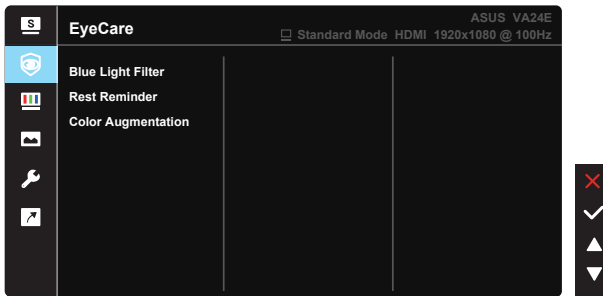 S
ASUS VA24E
EyeCare
Standard Mode HDMI 1920x1080 @ 100Hz
Blue Light Filter
Rest Reminder
Color Augmentation